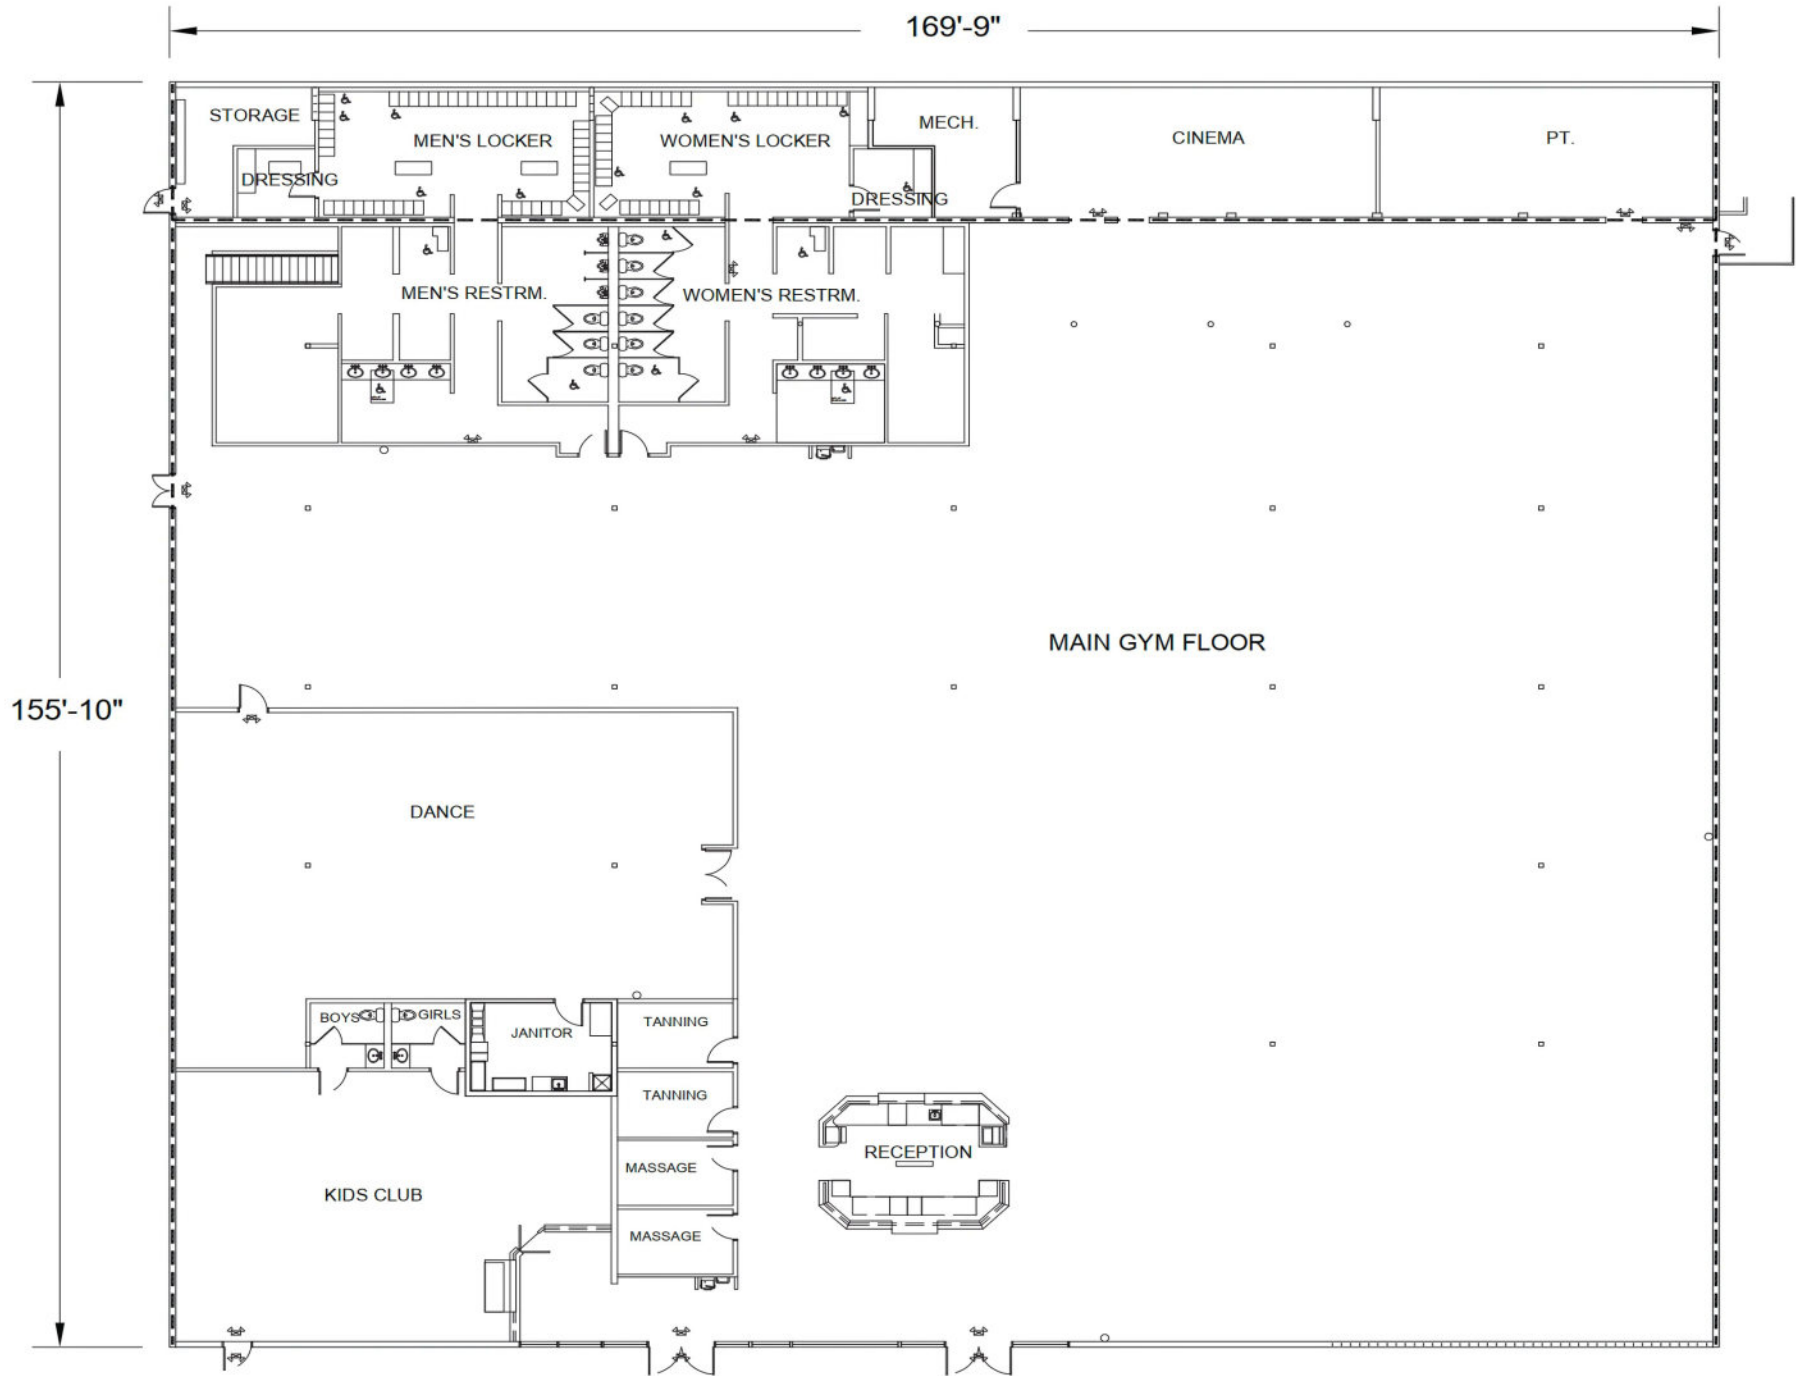 169'-9"
STORAGE
MEN'S LOCKER
WOMEN'S LOCKER
MECH.
CINEMA
PT.
DRESSING
DRESSING
MEN'S RESTRM.
WOMEN'S RESTRM.
MAIN GYM FLOOR
155'-10"
DANCE
BOYS
GIRLS
JANITOR
TANNING
TANNING
RECEPTION
MASSAGE
KIDS CLUB
MASSAGE